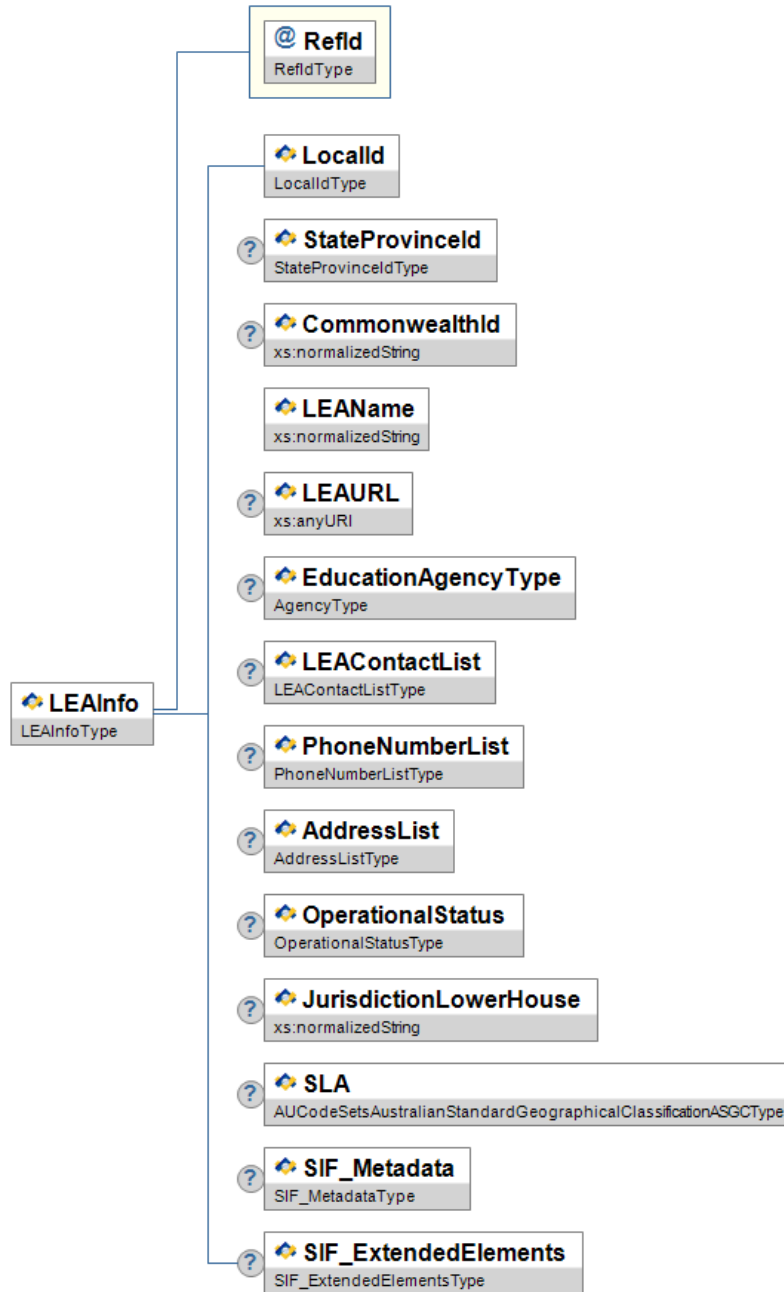 @ RefId
RefIdType
LocalId
LocalIdType
? StateProvinceId
StateProvinceIdType
? CommonwealthId
xs:normalizedString
LEAName
xs:normalizedString
? LEAURL
xs:anyURI
? EducationAgencyType
AgencyType
? LEAContactList
LEAContactListType
LEAInfo
LEAInfoType
? PhoneNumberList
PhoneNumberListType
? AddressList
AddressListType
? OperationalStatus
OperationalStatusType
? JurisdictionLowerHouse
xs:normalizedString
? SLA
AUCodeSetsAustralianStandardGeographicalClassificationASGCType
? SIF_Metadata
SIF_MetadataType
? SIF_ExtendedElements
SIF_ExtendedElementsType